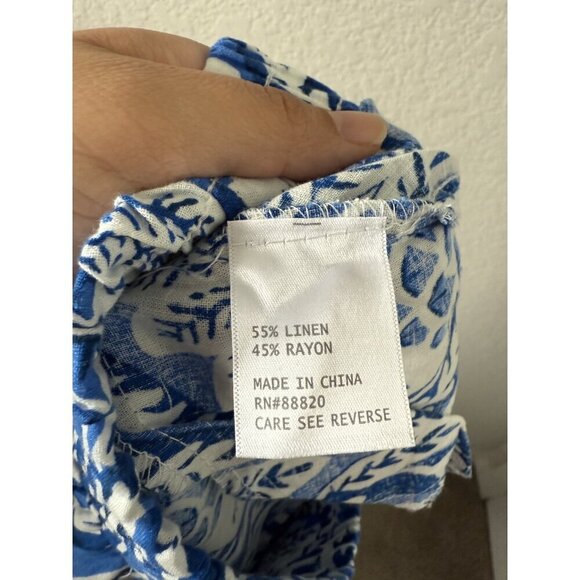 55% LINEN
45% RAYON
MADE IN CHINA
RN#88820
CARE SEE REVERSE